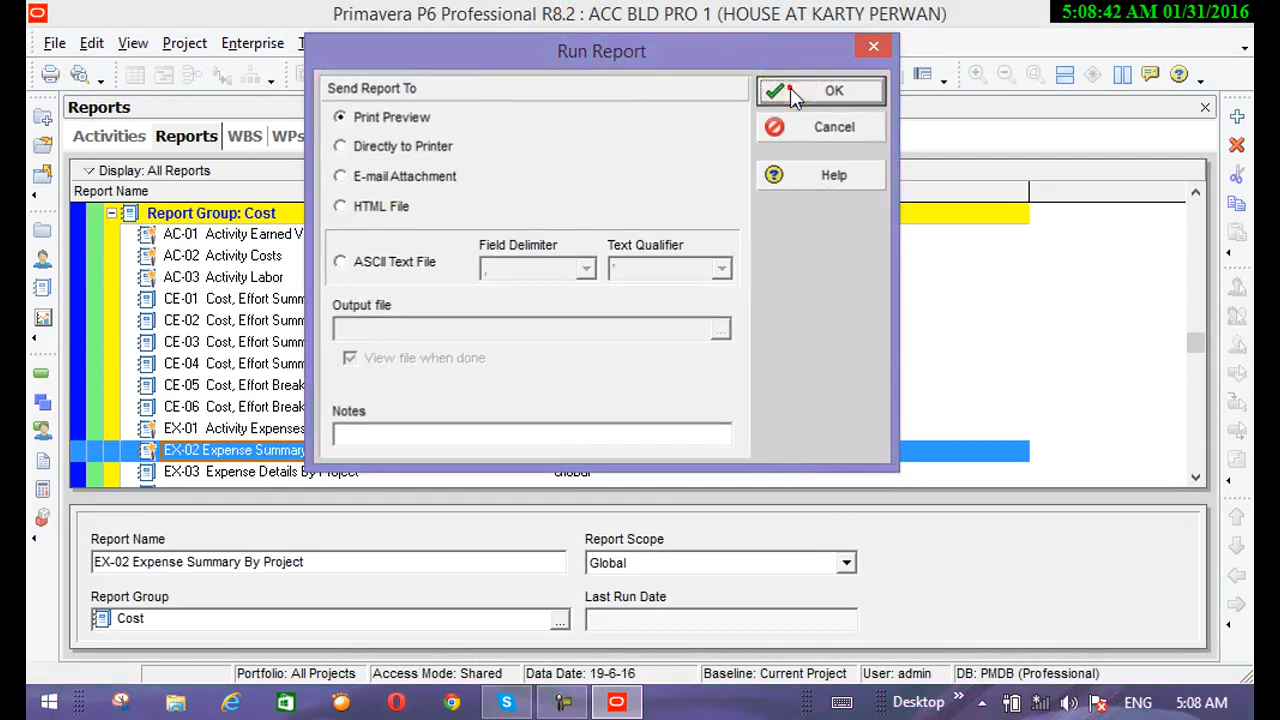 Primavera P6 Professional R8.2 : ACC BLD PRO 1 (HOUSE AT KARTY PERWAN)
5:08:42 AM 01/31/2016
File Edit View Project Enterprise
Run Report
Reports
Activities Reports WBS WPs
Display: All Reports
Report Name
Report Group: Cost
AC-01 Activity Earned V
AC-02 Activity Costs
AC-03 Activity Labor
CE-01 Cost, Effort Summ
CE-02 Cost, Effort Summ
CE-03 Cost, Effort Summ
CE-04 Cost, Effort Summ
CE-05 Cost, Effort Break
CE-06 Cost, Effort Break
EX-01 Activity Expenses
EX-02 Expense Summary
EX-03 Expense Details By Project
Global
Send Report To
Print Preview
Directly to Printer
E-mail Attachment
HTML File
ASCII Text File
Field Delimiter
,
Text Qualifier
'
Output file
...
View file when done
Notes
OK
Cancel
Help
Report Name
EX-02 Expense Summary By Project
Report Scope
Global
Report Group
Cost
...
Last Run Date
Portfolio: All Projects
Access Mode: Shared
Data Date: 19-6-16
Baseline: Current Project
User: admin
DB: PMDB (Professional)
Desktop
ENG
5:08 AM